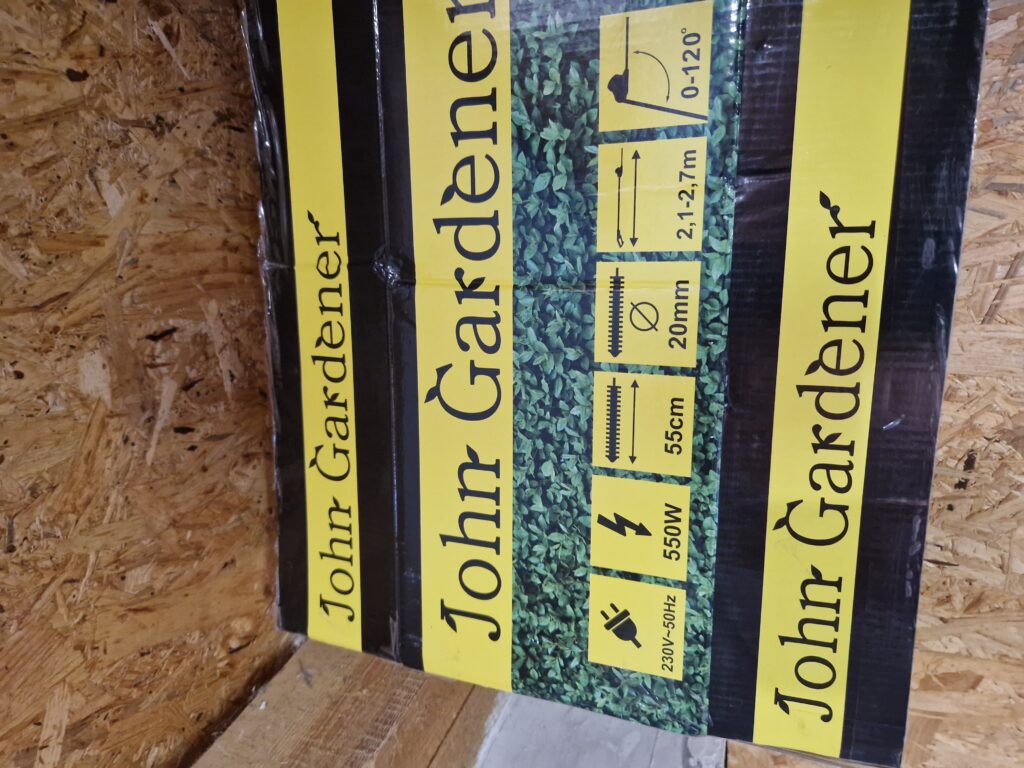 John Gardener
John Gardener
230V~50Hz
550W
55cm
20mm
2,1-2,7m
0-120°
John Gardener